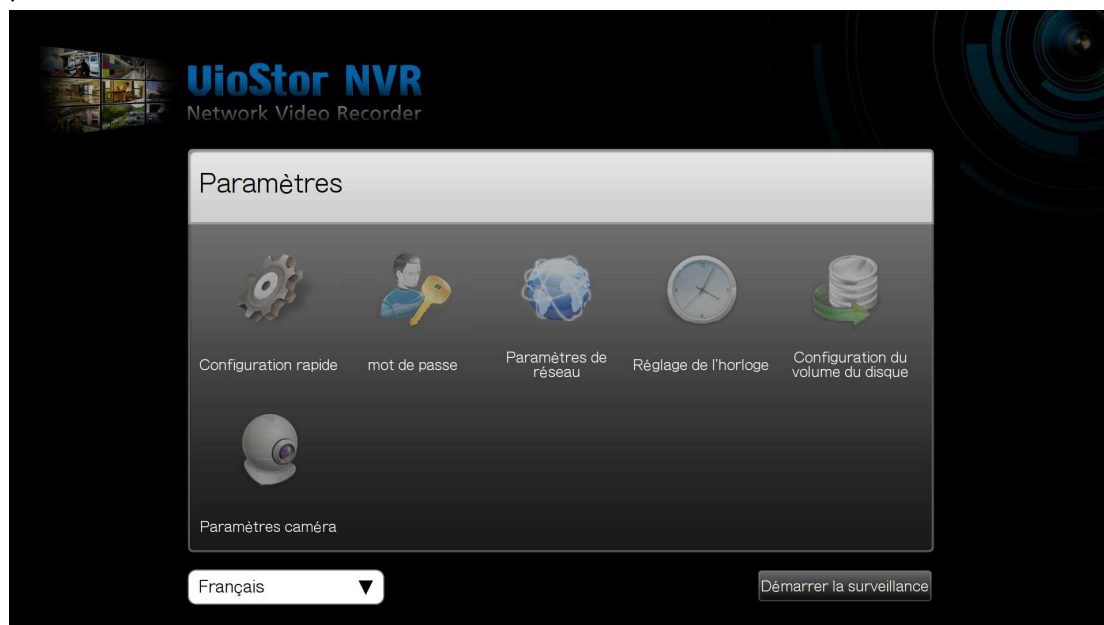 VioStor NVR
Network Video Recorder
Paramètres
Configuration rapide
mot de passe
Paramètres de
réseau
Réglage de l'horloge
Configuration du
volume du disque
Paramètres caméra
Français
Démarrer la surveillance